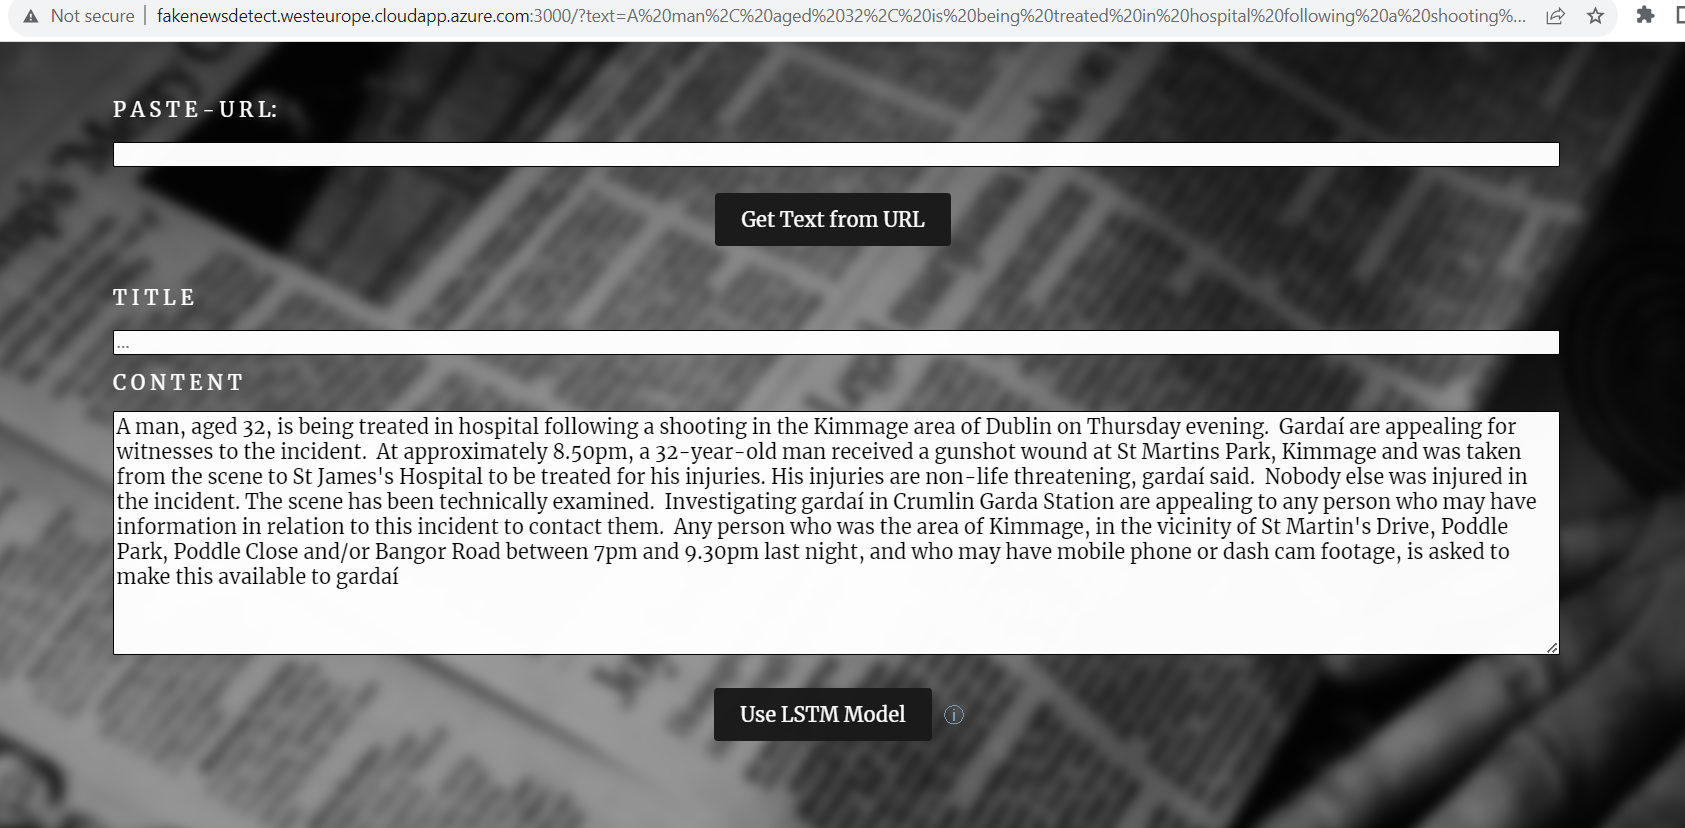 Not secure
fakenewsdetect.westeurope.cloudapp.azure.com:3000/?text=A%20man%2C%20aged%2032%2C%20is%20being%20treated%20in%20hospital%20following%20a%20shooting%...
PASTE-URL:
Get Text from URL
TITLE
...
CONTENT
A man, aged 32, is being treated in hospital following a shooting in the Kimmage area of Dublin on Thursday evening.  Gardaí are appealing for
witnesses to the incident.  At approximately 8.50pm, a 32-year-old man received a gunshot wound at St Martins Park, Kimmage and was taken
from the scene to St James's Hospital to be treated for his injuries. His injuries are non-life threatening, gardaí said.  Nobody else was injured in
the incident. The scene has been technically examined.  Investigating gardaí in Crumlin Garda Station are appealing to any person who may have
information in relation to this incident to contact them.  Any person who was the area of Kimmage, in the vicinity of St Martin's Drive, Poddle
Park, Poddle Close and/or Bangor Road between 7pm and 9.30pm last night, and who may have mobile phone or dash cam footage, is asked to
make this available to gardaí
Use LSTM Model